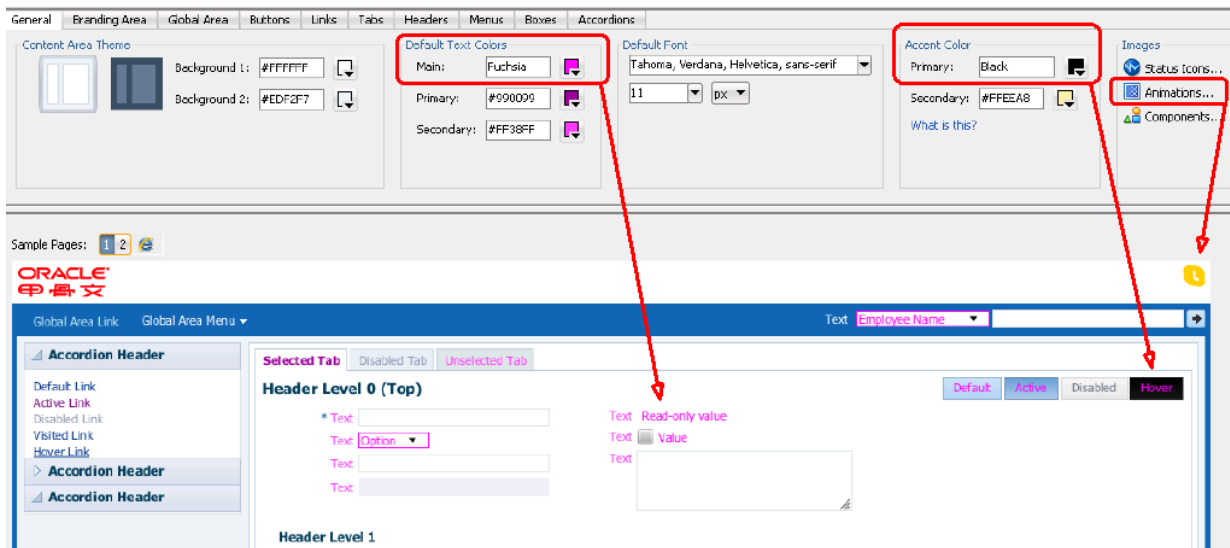 General Branding Area Global Area Buttons Links Tabs Headers Menus Boxes Accordions
Content Area Theme
Background 1: #FFFFFF
Background 2: #EDF2F7
Default Text Colors
Main: Fuchsia
Primary: #990099
Secondary: #FF38FF
Default Font
Tahoma, Verdana, Helvetica, sans-serif
11 px
Accent Color
Primary: Black
Secondary: #FFEEA8
What is this?
Images
Status Icons...
Animations...
Components...
Sample Pages: 1 2
ORACLE
甲骨文
Global Area Link Global Area Menu Text Employee Name
Accordion Header
Default Link
Active Link
Disabled Link
Visited Link
Hover Link
Accordion Header
Accordion Header
Selected Tab Disabled Tab Unselected Tab
Header Level 0 (Top) Default Active Disabled Hover
* Text
Text Option
Text
Text
Text Read-only value
Text Value
Text
Header Level 1